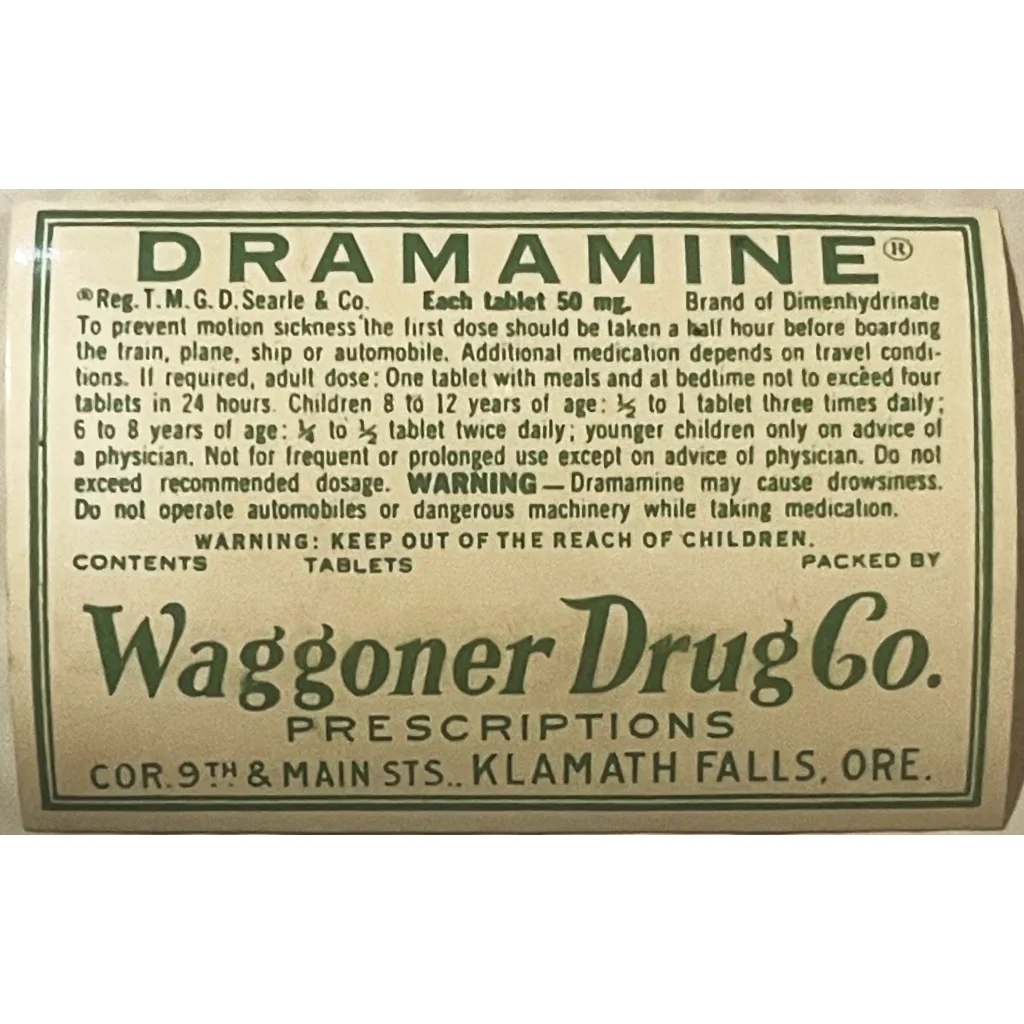 DRAMAMINE®
®Reg. T. M. G. D. Searle & Co. Each tablet 50 mg. Brand of Dimenhydrinate
To prevent motion sickness the first dose should be taken a half hour before boarding
the train, plane, ship or automobile. Additional medication depends on travel condi-
tions. If required, adult dose: One tablet with meals and at bedtime not to exceed four
tablets in 24 hours. Children 8 to 12 years of age: ½ to 1 tablet three times daily;
6 to 8 years of age: ¼ to ½ tablet twice daily; younger children only on advice of
a physician. Not for frequent or prolonged use except on advice of physician. Do not
exceed recommended dosage. WARNING — Dramamine may cause drowsiness.
Do not operate automobiles or dangerous machinery while taking medication.
WARNING: KEEP OUT OF THE REACH OF CHILDREN.
CONTENTS TABLETS PACKED BY
Waggoner Drug Co.
PRESCRIPTIONS
COR. 9TH & MAIN STS., KLAMATH FALLS, ORE.